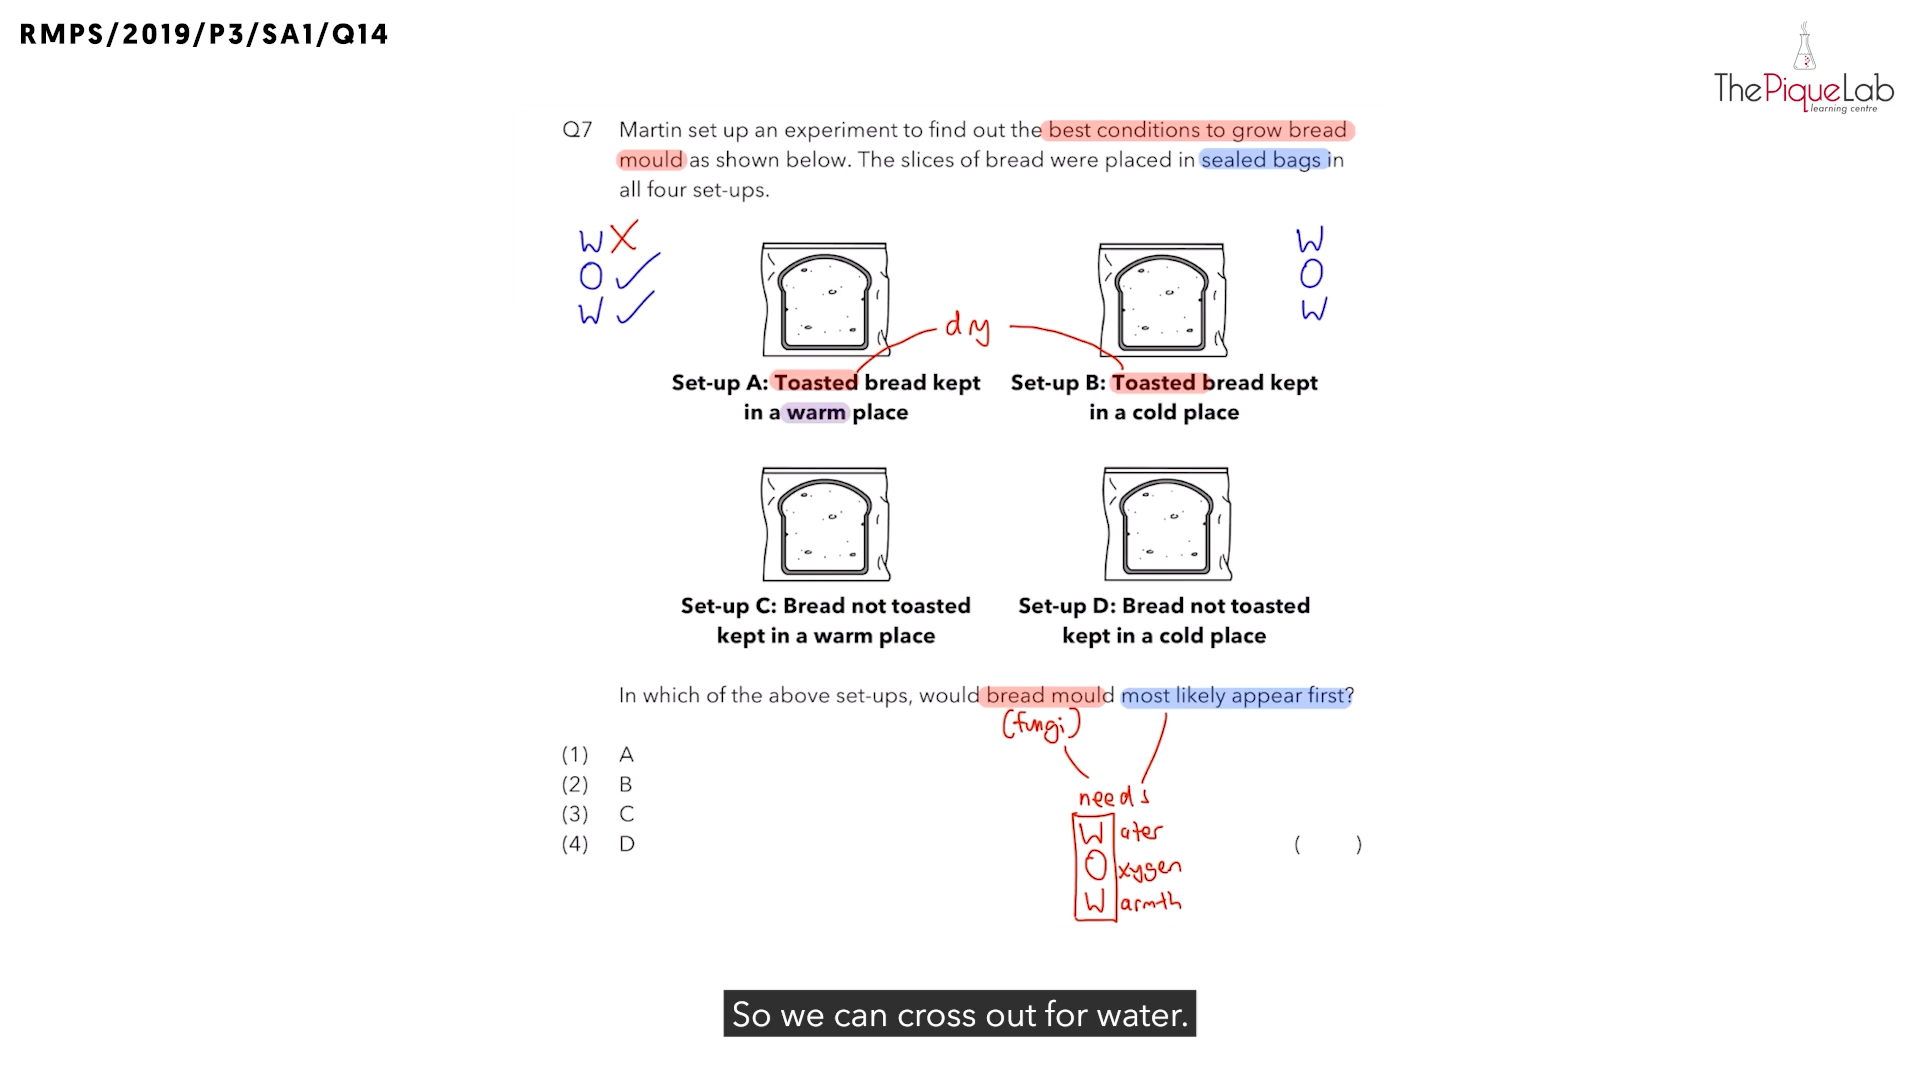 RMPS/2019/P3/SA1/Q14
ThePiqueLab
learning centre
Q7 Martin set up an experiment to find out the best conditions to grow bread
mould as shown below. The slices of bread were placed in sealed bags in
all four set-ups.
W X
O ✓
W ✓
W
O
W
dry
Set-up A: Toasted bread kept
in a warm place
Set-up B: Toasted bread kept
in a cold place
Set-up C: Bread not toasted
kept in a warm place
Set-up D: Bread not toasted
kept in a cold place
In which of the above set-ups, would bread mould most likely appear first?
(fungi)
needs
Water
Oxygen
Warmth
(1) A
(2) B
(3) C
(4) D
( )
So we can cross out for water.